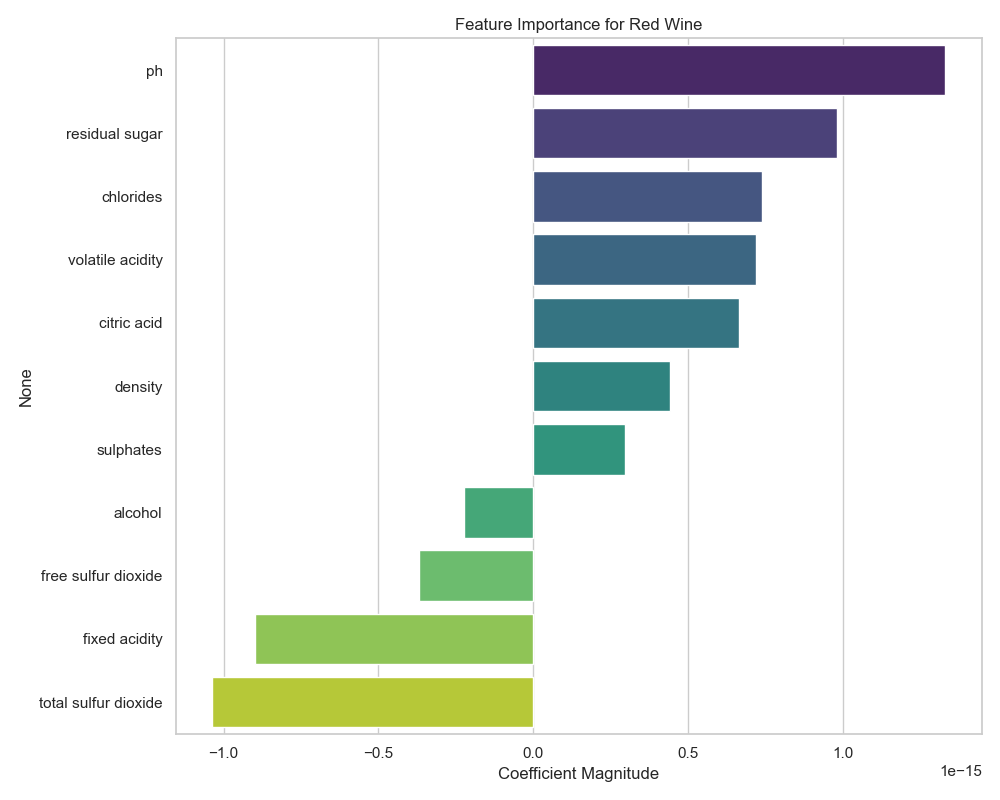 Feature Importance for Red Wine
ph
residual sugar
chlorides
volatile acidity
citric acid
density
sulphates
alcohol
free sulfur dioxide
fixed acidity
total sulfur dioxide
None
−1.0 −0.5 0.0 0.5 1.0
1e−15
Coefficient Magnitude